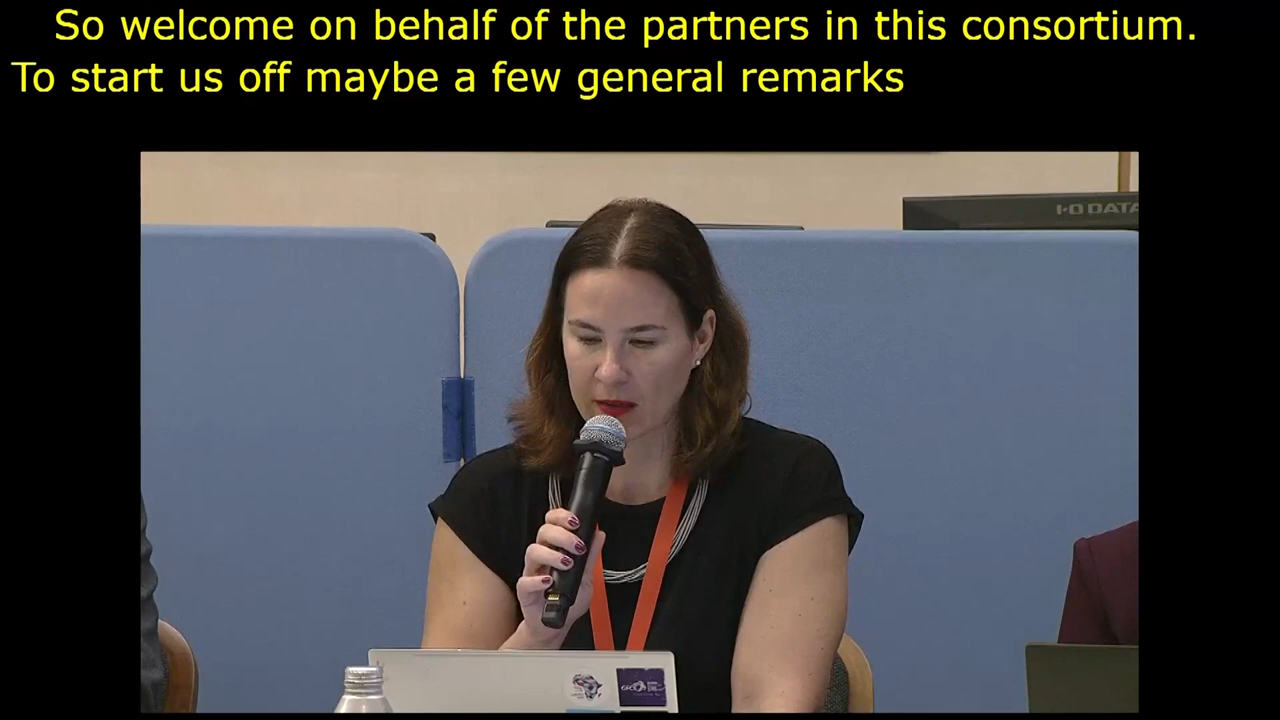 So welcome on behalf of the partners in this consortium.
To start us off maybe a few general remarks
I-O DATA